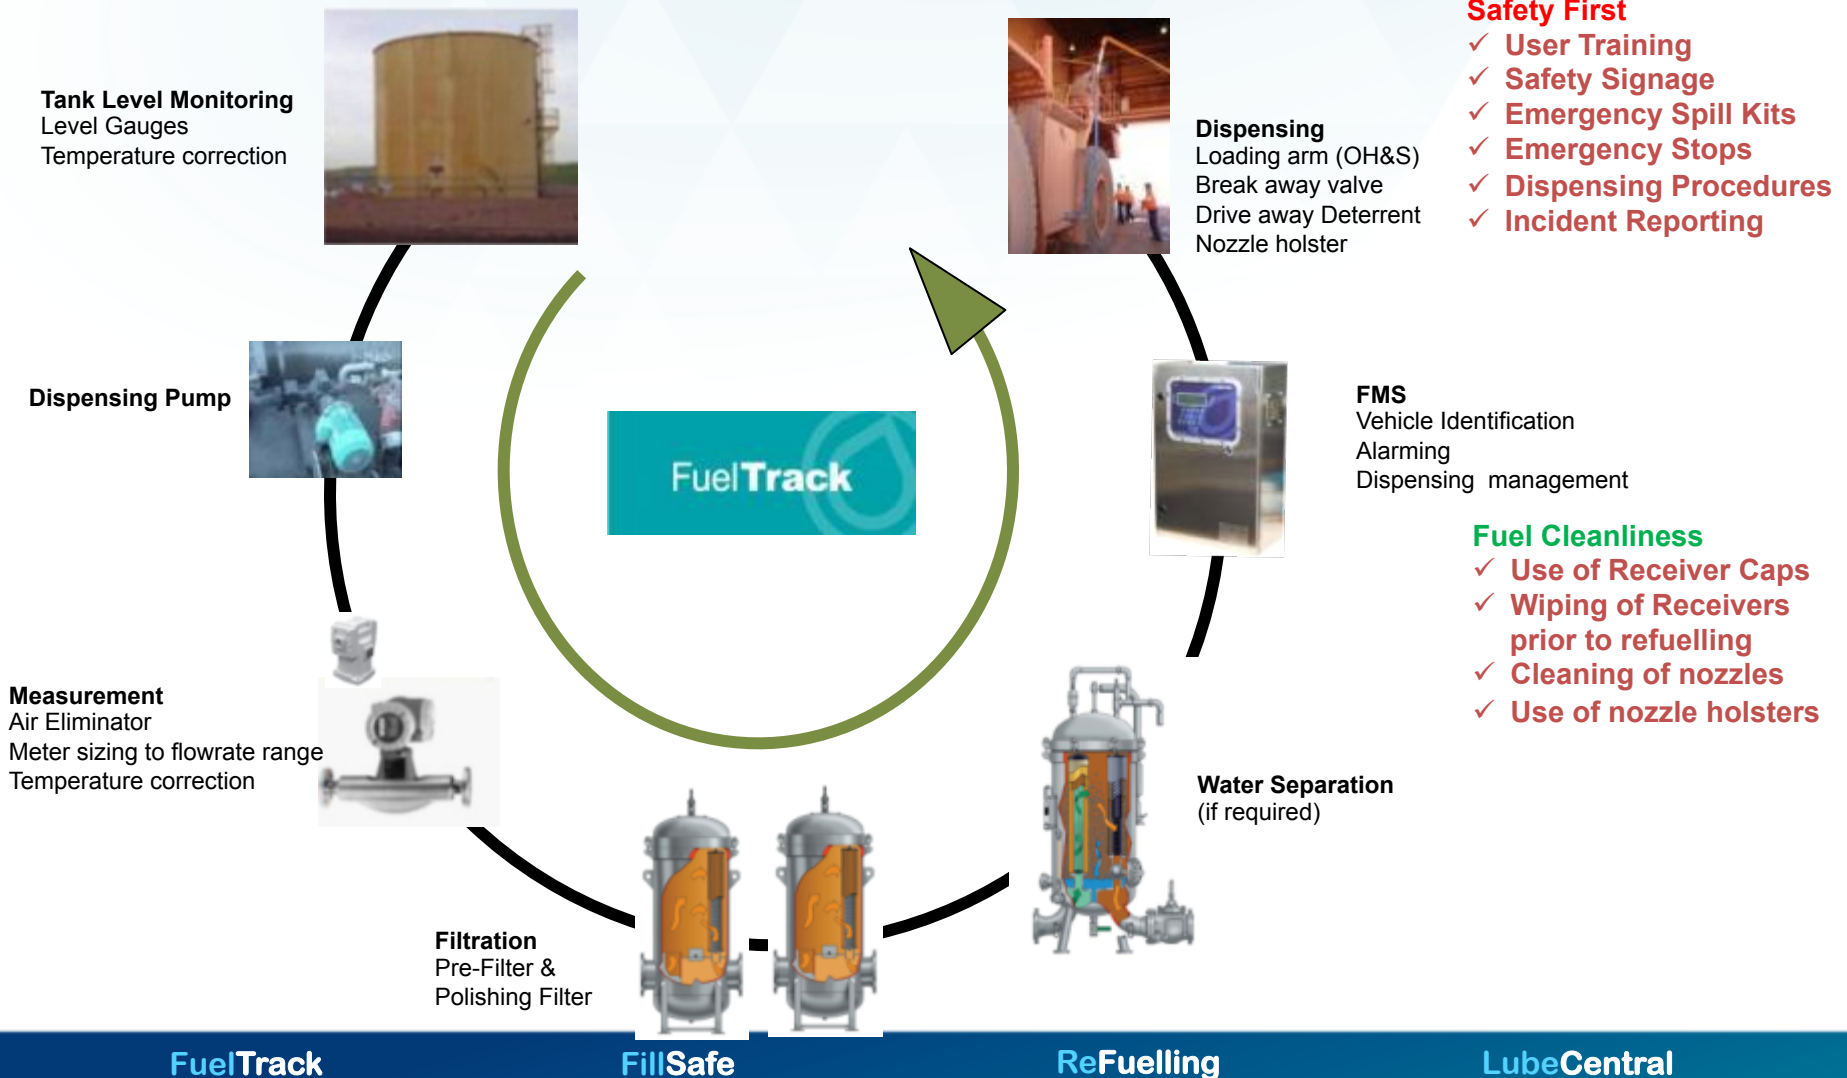 Safety First
✓ User Training
✓ Safety Signage
✓ Emergency Spill Kits
✓ Emergency Stops
✓ Dispensing Procedures
✓ Incident Reporting
Tank Level Monitoring
Level Gauges
Temperature correction
Dispensing
Loading arm (OH&S)
Break away valve
Drive away Deterrent
Nozzle holster
Dispensing Pump
FuelTrack
FMS
Vehicle Identification
Alarming
Dispensing  management
Fuel Cleanliness
✓ Use of Receiver Caps
✓ Wiping of Receivers
prior to refuelling
✓ Cleaning of nozzles
✓ Use of nozzle holsters
Measurement
Air Eliminator
Meter sizing to flowrate range
Temperature correction
Water Separation
(if required)
Filtration
Pre-Filter &
Polishing Filter
FuelTrack
FillSafe
ReFuelling
LubeCentral